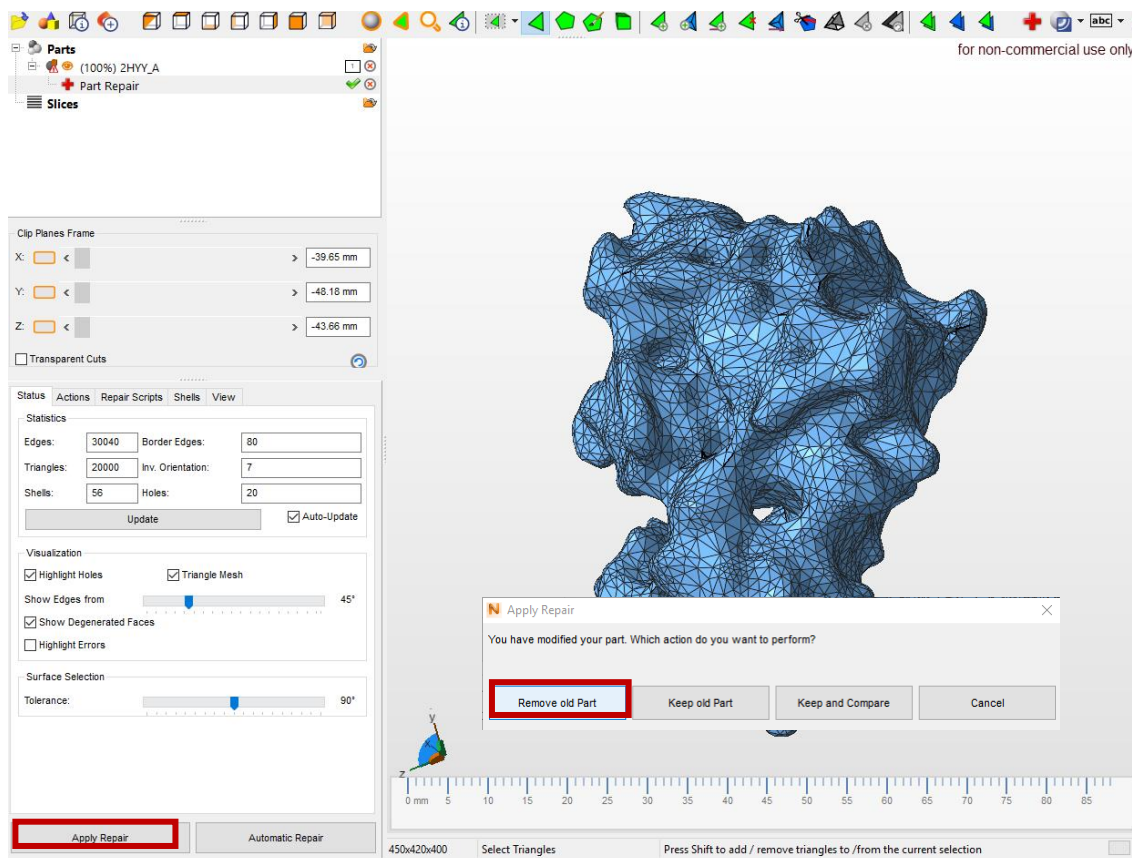 abc
Parts
(100%) 2HYY_A
1
Part Repair
Slices
for non-commercial use only
Clip Planes Frame
X: < > -39.65 mm
Y: < > -48.18 mm
Z: < > -43.66 mm
Transparent Cuts
Status Actions Repair Scripts Shells View
Statistics
Edges: 30040 Border Edges: 80
Triangles: 20000 Inv. Orientation: 7
Shells: 56 Holes: 20
Update Auto-Update
Visualization
Highlight Holes Triangle Mesh
Show Edges from 45°
Show Degenerated Faces
Highlight Errors
Surface Selection
Tolerance: 90°
Apply Repair Automatic Repair
N Apply Repair
You have modified your part. Which action do you want to perform?
Remove old Part Keep old Part Keep and Compare Cancel
y
x
z
0 mm 5 10 15 20 25 30 35 40 45 50 55 60 65 70 75 80 85
450x420x400 Select Triangles Press Shift to add / remove triangles to /from the current selection